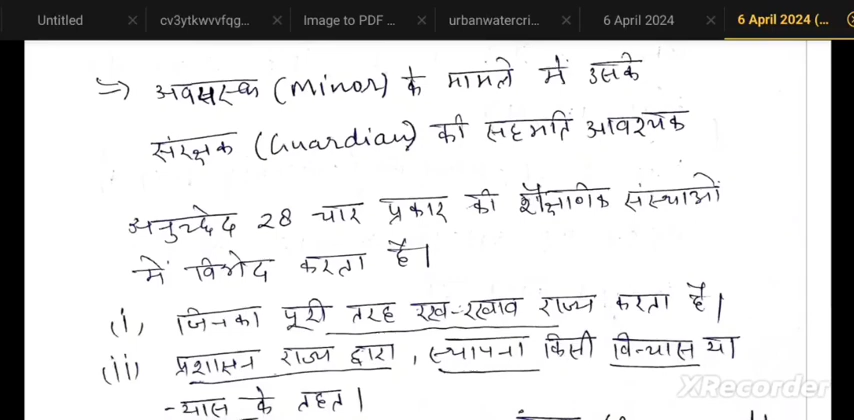 Untitled cv3ytkwvvfqg... Image to PDF ... urbanwatercri... 6 April 2024 6 April 2024 (...
=> अवयस्क (Minor) के मामले में उसके
संरक्षक (Guardian) की सहमति आवश्यक
अनुच्छेद 28 चार प्रकार की शैक्षणिक संस्थाओं
में विभेद करता है।
(i) जिनका पूरी तरह रख-रखाव राज्य करता है।
(ii) प्रशासन राज्य द्वारा, स्थापना किसी विन्यास या
न्यास के तहत।
XRecorder